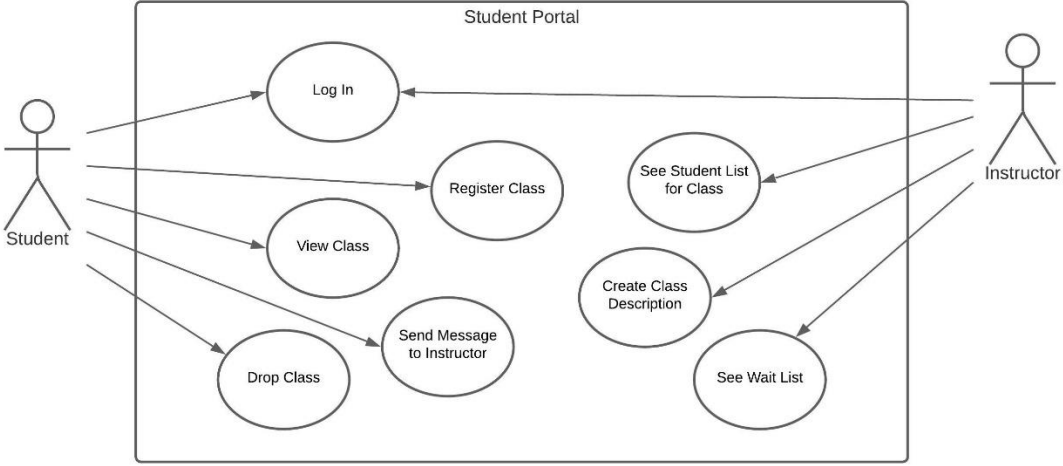 Student Portal
Log In
Register Class
See Student List
for Class
Instructor
Student
View Class
Create Class
Description
Send Message
to Instructor
Drop Class
See Wait List